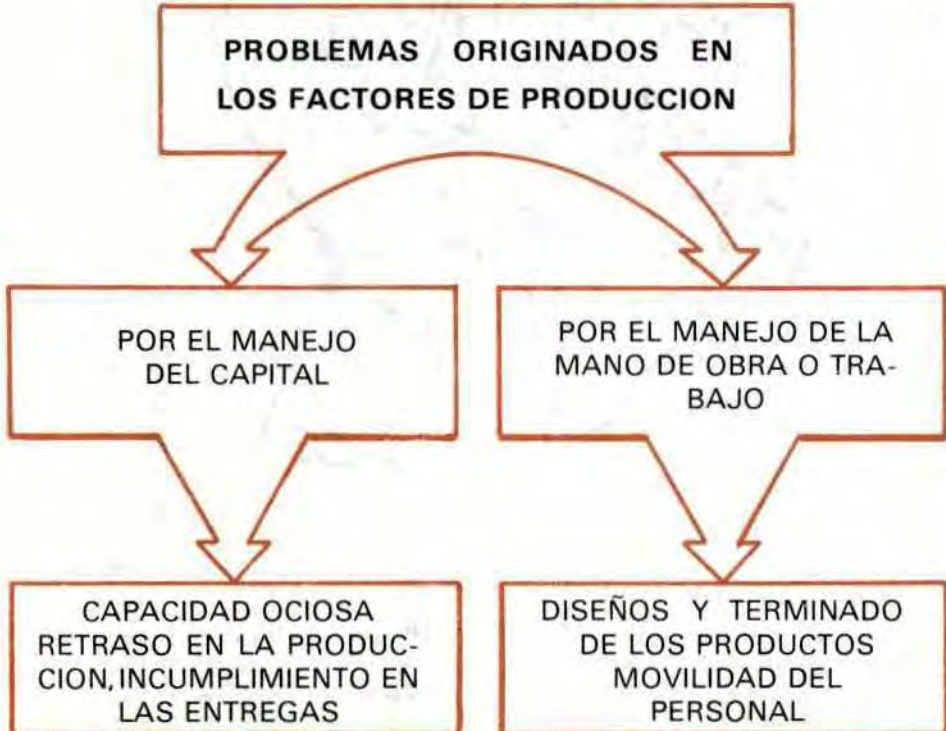 PROBLEMAS ORIGINADOS EN
LOS FACTORES DE PRODUCCION
POR EL MANEJO
DEL CAPITAL
POR EL MANEJO DE LA
MANO DE OBRA O TRA-
BAJO
CAPACIDAD OCIOSA
RETRASO EN LA PRODUC-
CION, INCUMPLIMIENTO EN
LAS ENTREGAS
DISEÑOS Y TERMINADO
DE LOS PRODUCTOS
MOVILIDAD DEL
PERSONAL